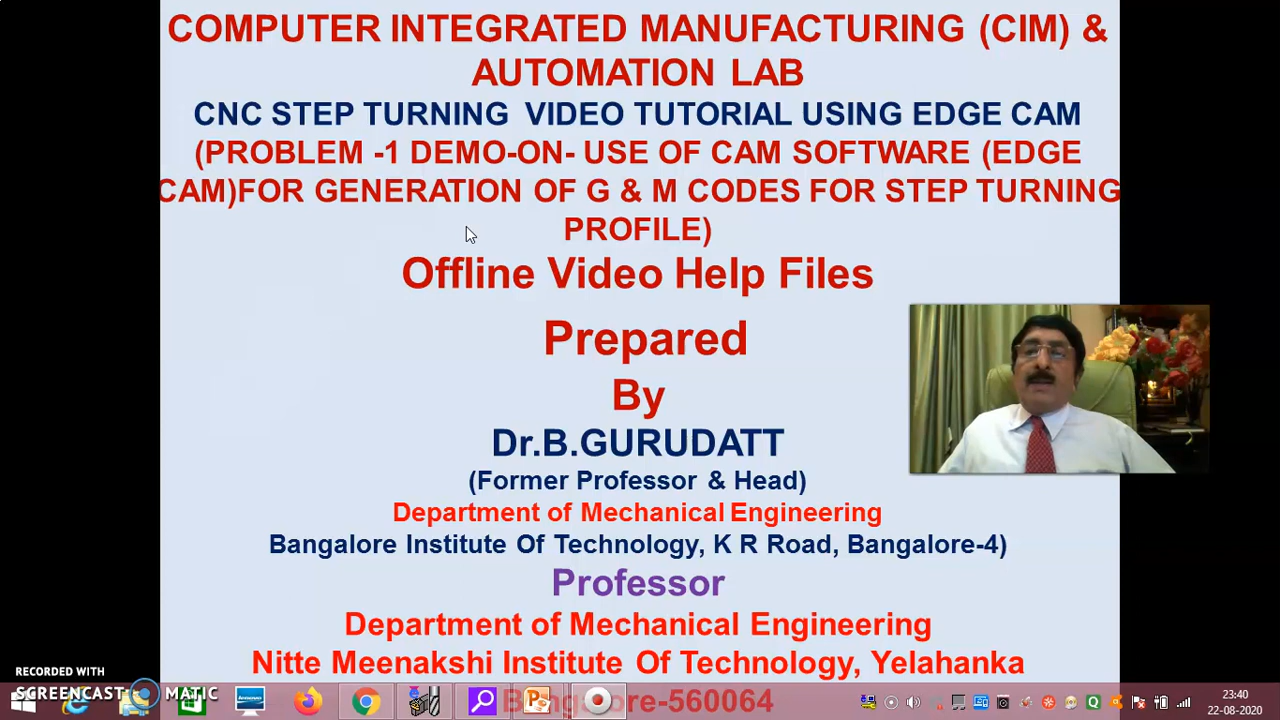 COMPUTER INTEGRATED MANUFACTURING (CIM) &
AUTOMATION LAB
CNC STEP TURNING VIDEO TUTORIAL USING EDGE CAM
(PROBLEM -1 DEMO-ON- USE OF CAM SOFTWARE (EDGE
CAM)FOR GENERATION OF G & M CODES FOR STEP TURNING
PROFILE)
Offline Video Help Files
Prepared
By
Dr.B.GURUDATT
(Former Professor & Head)
Department of Mechanical Engineering
Bangalore Institute Of Technology, K R Road, Bangalore-4)
Professor
Department of Mechanical Engineering
Nitte Meenakshi Institute Of Technology, Yelahanka
Bangalore-560064
RECORDED WITH
SCREENCAST MATIC
23:40
22-08-2020